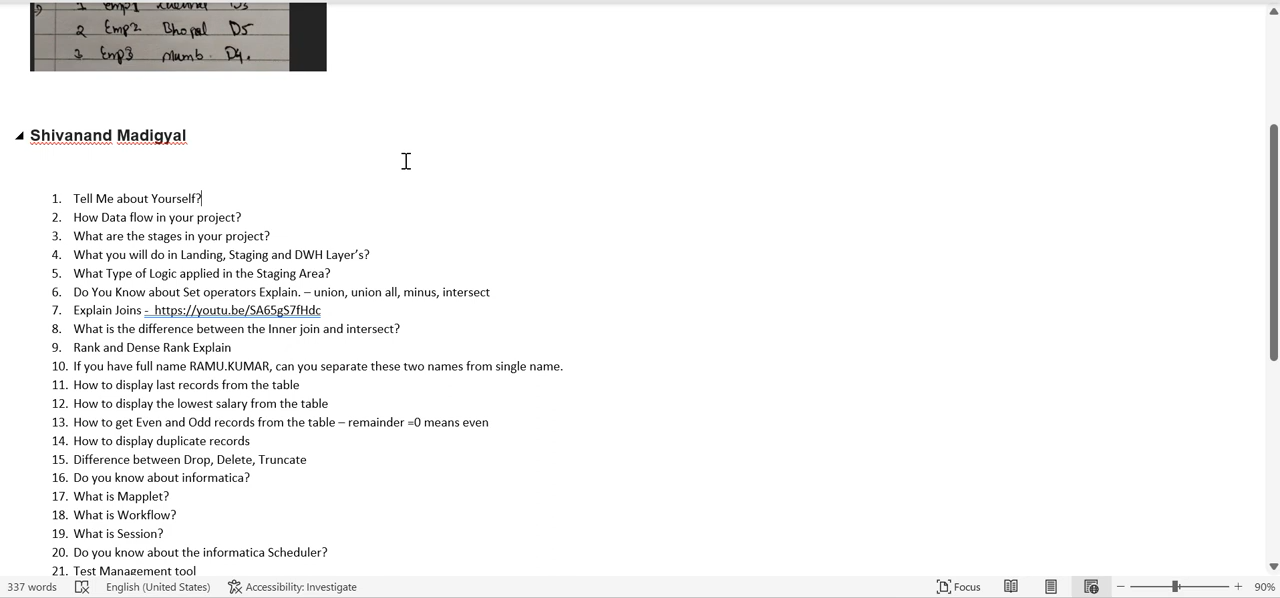 1 Emp1 D3
2 Emp2 Bhopal D5
3 Emp3 Mumb. D4.
Shivanand Madigyal
1. Tell Me about Yourself?
2. How Data flow in your project?
3. What are the stages in your project?
4. What you will do in Landing, Staging and DWH Layer’s?
5. What Type of Logic applied in the Staging Area?
6. Do You Know about Set operators Explain. – union, union all, minus, intersect
7. Explain Joins - https://youtu.be/SA65gS7fHdc
8. What is the difference between the Inner join and intersect?
9. Rank and Dense Rank Explain
10. If you have full name RAMU.KUMAR, can you separate these two names from single name.
11. How to display last records from the table
12. How to display the lowest salary from the table
13. How to get Even and Odd records from the table – remainder =0 means even
14. How to display duplicate records
15. Difference between Drop, Delete, Truncate
16. Do you know about informatica?
17. What is Mapplet?
18. What is Workflow?
19. What is Session?
20. Do you know about the informatica Scheduler?
21. Test Management tool
337 words English (United States) Accessibility: Investigate Focus 90%